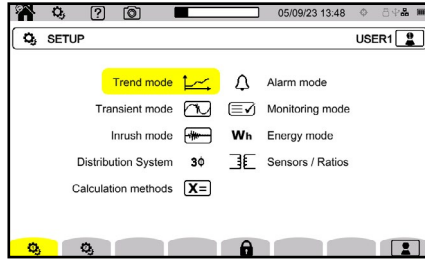 05/09/23 13:48
SETUP USER1
Trend mode Alarm mode
Transient mode Monitoring mode
Inrush mode Wh Energy mode
Distribution System 3Φ Sensors / Ratios
Calculation methods X=